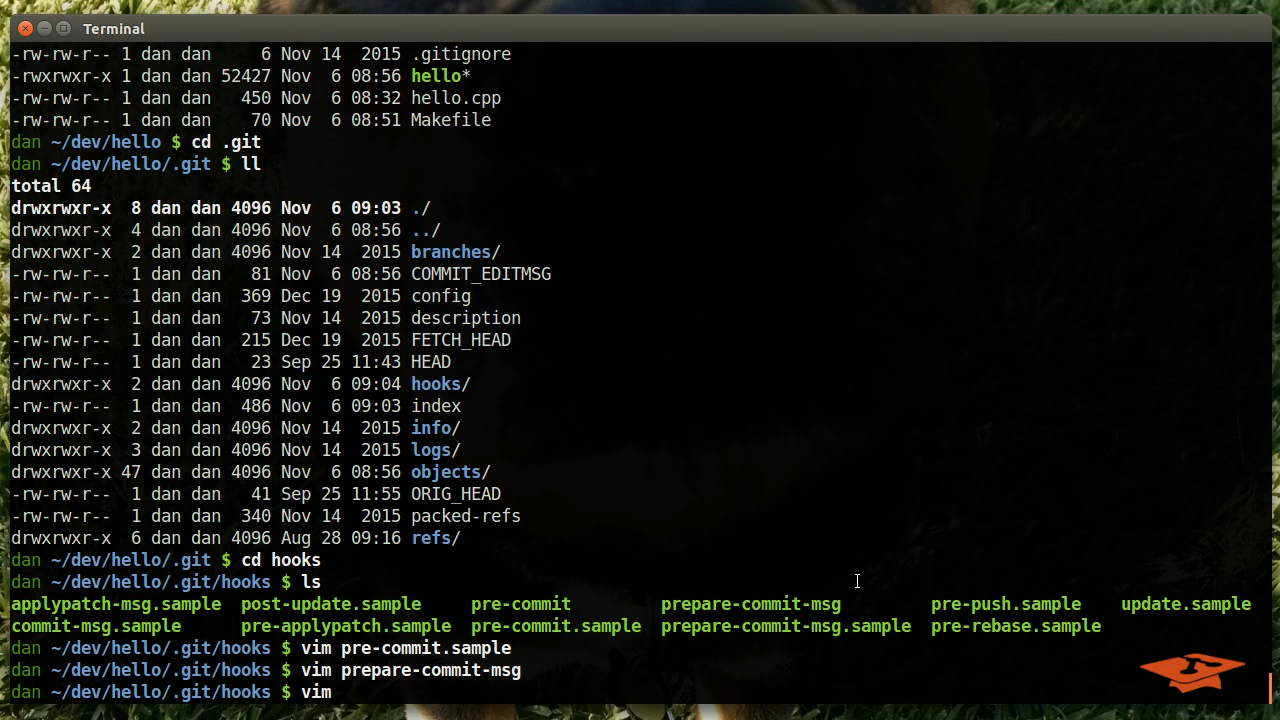 Terminal
-rw-rw-r-- 1 dan dan     6 Nov 14  2015 .gitignore
-rwxrwxr-x 1 dan dan 52427 Nov  6 08:56 hello*
-rw-rw-r-- 1 dan dan   450 Nov  6 08:32 hello.cpp
-rw-rw-r-- 1 dan dan    70 Nov  6 08:51 Makefile
dan ~/dev/hello $ cd .git
dan ~/dev/hello/.git $ ll
total 64
drwxrwxr-x  8 dan dan 4096 Nov  6 09:03 ./
drwxrwxr-x  4 dan dan 4096 Nov  6 08:56 ../
drwxrwxr-x  2 dan dan 4096 Nov 14  2015 branches/
-rw-rw-r--  1 dan dan   81 Nov  6 08:56 COMMIT_EDITMSG
-rw-rw-r--  1 dan dan  369 Dec 19  2015 config
-rw-rw-r--  1 dan dan   73 Nov 14  2015 description
-rw-rw-r--  1 dan dan  215 Dec 19  2015 FETCH_HEAD
-rw-rw-r--  1 dan dan   23 Sep 25 11:43 HEAD
drwxrwxr-x  2 dan dan 4096 Nov  6 09:04 hooks/
-rw-rw-r--  1 dan dan  486 Nov  6 09:03 index
drwxrwxr-x  2 dan dan 4096 Nov 14  2015 info/
drwxrwxr-x  3 dan dan 4096 Nov 14  2015 logs/
drwxrwxr-x 47 dan dan 4096 Nov  6 08:56 objects/
-rw-rw-r--  1 dan dan   41 Sep 25 11:55 ORIG_HEAD
-rw-rw-r--  1 dan dan  340 Nov 14  2015 packed-refs
drwxrwxr-x  6 dan dan 4096 Aug 28 09:16 refs/
dan ~/dev/hello/.git $ cd hooks
dan ~/dev/hello/.git/hooks $ ls
applypatch-msg.sample  post-update.sample     pre-commit         prepare-commit-msg         pre-push.sample    update.sample
commit-msg.sample      pre-applypatch.sample  pre-commit.sample  prepare-commit-msg.sample  pre-rebase.sample
dan ~/dev/hello/.git/hooks $ vim pre-commit.sample
dan ~/dev/hello/.git/hooks $ vim prepare-commit-msg
dan ~/dev/hello/.git/hooks $ vim